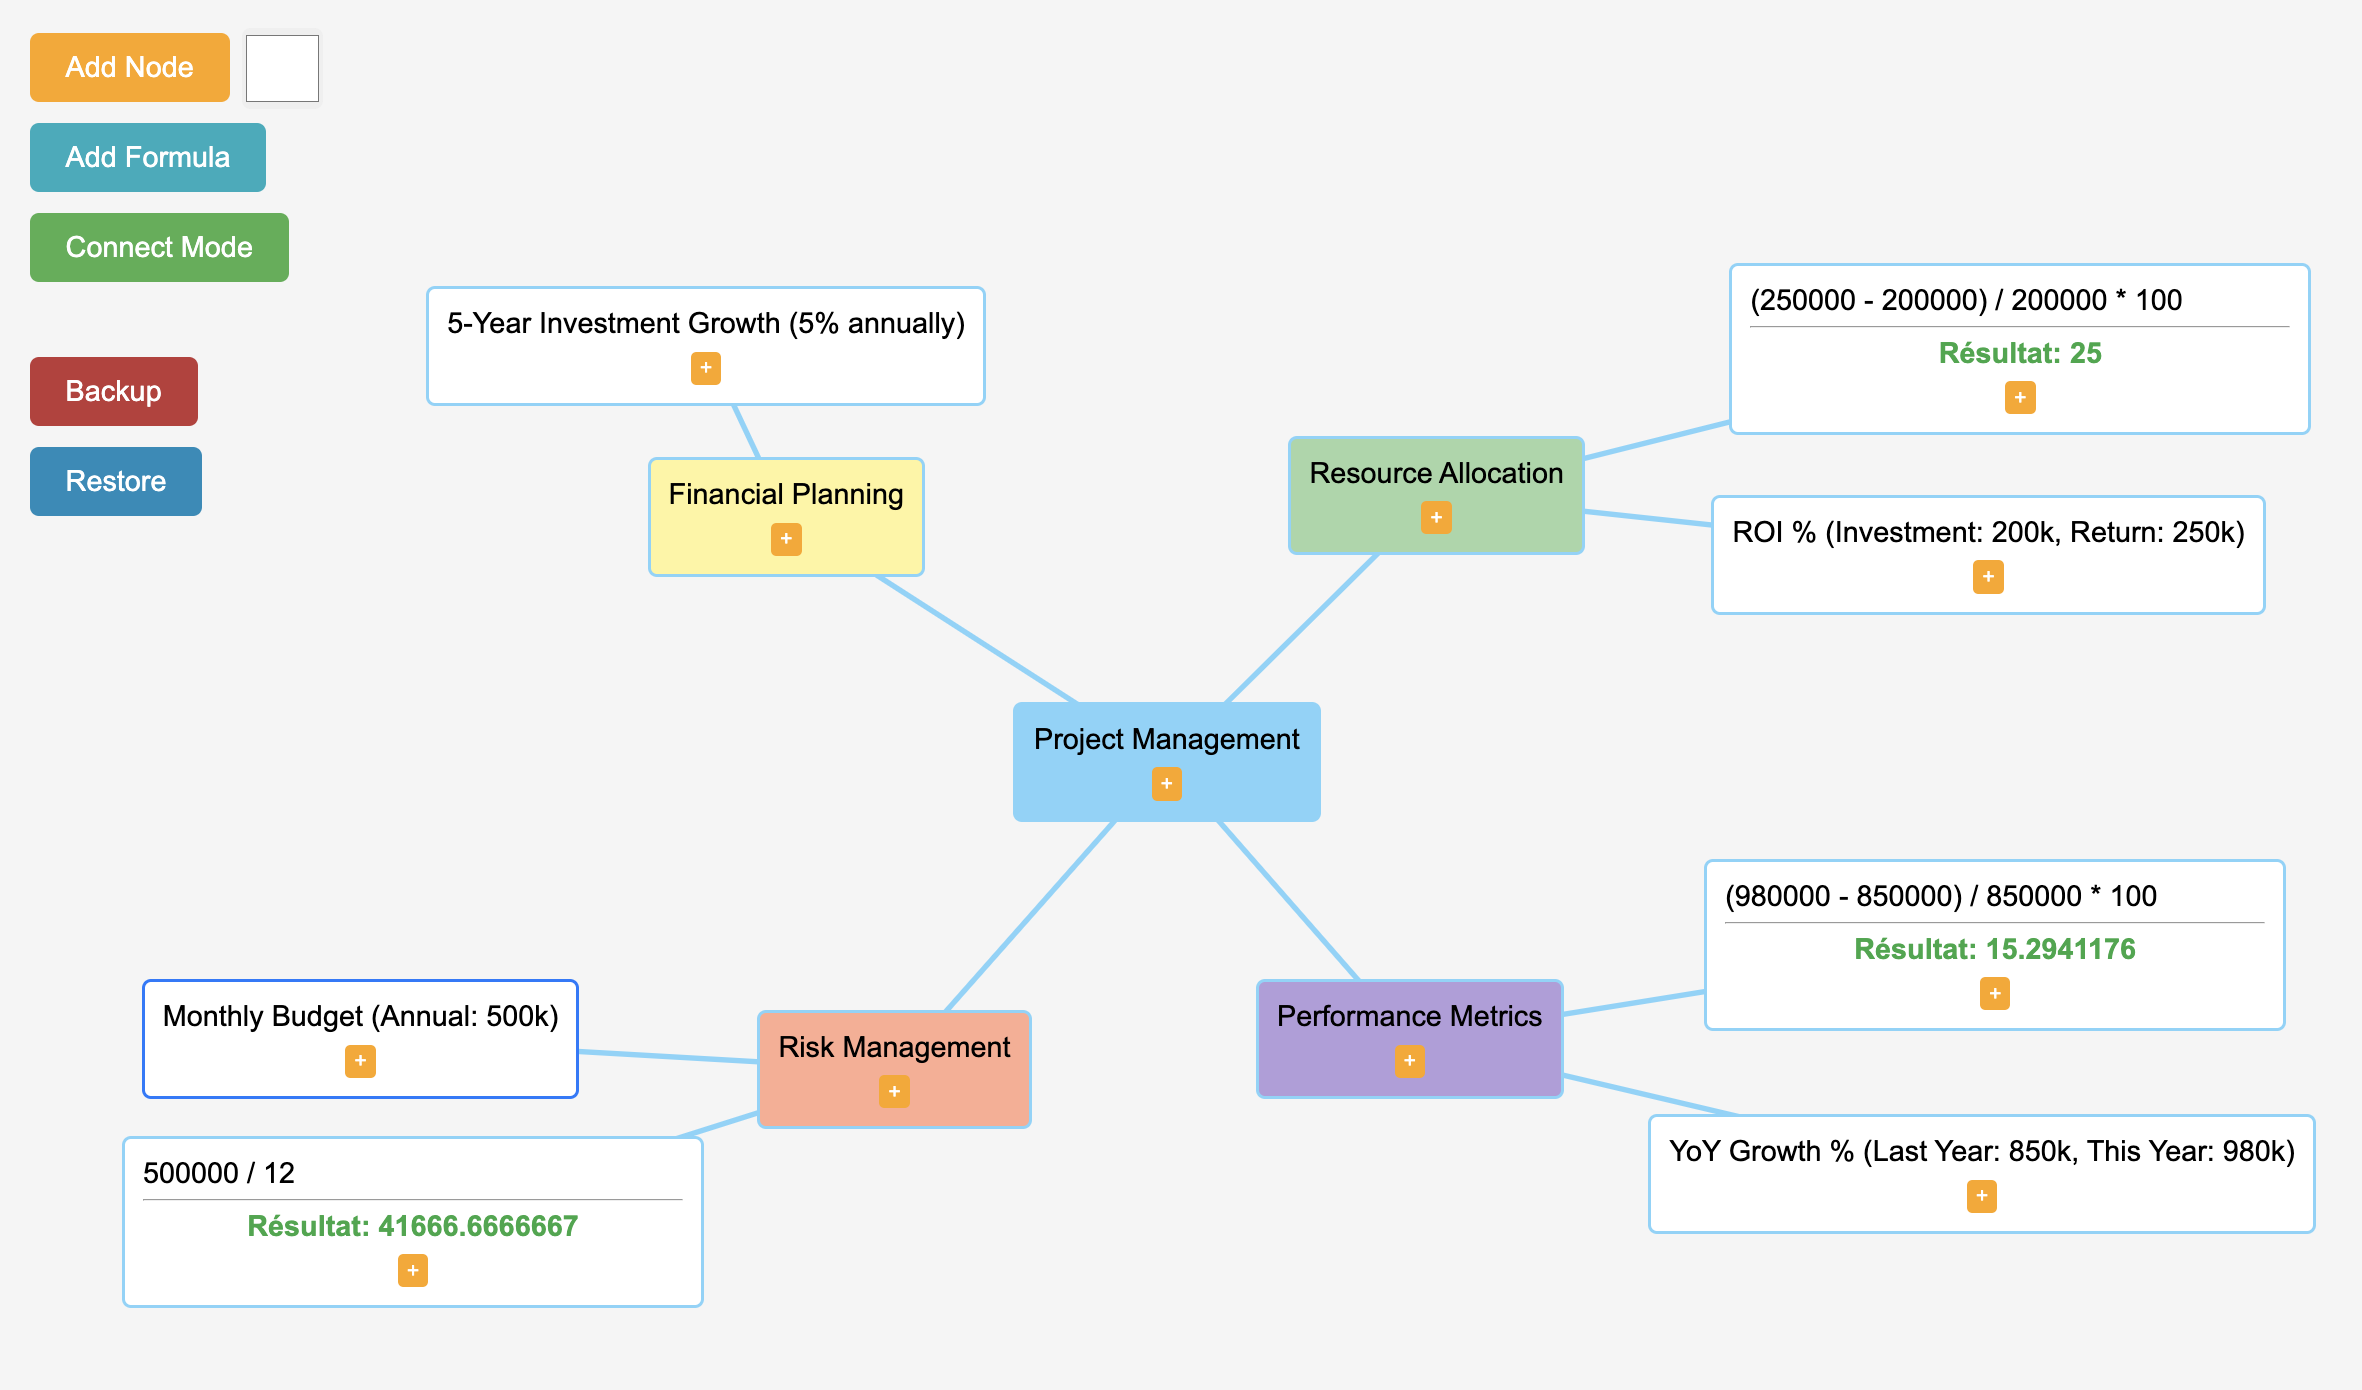 Add Node
Add Formula
Connect Mode
Backup
Restore
5-Year Investment Growth (5% annually)
+
Financial Planning
+
(250000 - 200000) / 200000 * 100
Résultat: 25
+
Resource Allocation
+
ROI % (Investment: 200k, Return: 250k)
+
Project Management
+
(980000 - 850000) / 850000 * 100
Résultat: 15.2941176
+
Monthly Budget (Annual: 500k)
+
Risk Management
+
Performance Metrics
+
500000 / 12
Résultat: 41666.6666667
+
YoY Growth % (Last Year: 850k, This Year: 980k)
+